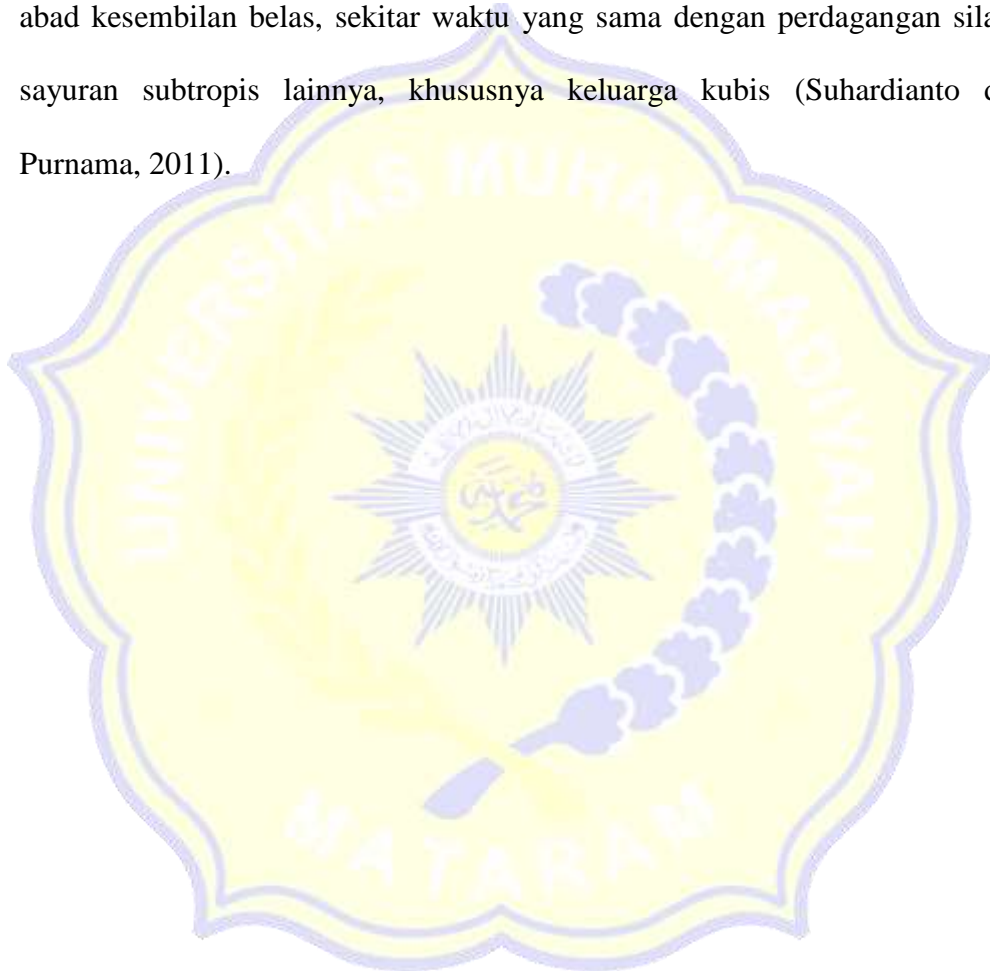 abad kesembilan belas, sekitar waktu yang sama dengan perdagangan sila
sayuran subtropis lainnya, khususnya keluarga kubis (Suhardianto d
Purnama, 2011).
UNIVERSITAS MUHAMMADIYAH
MATARAM